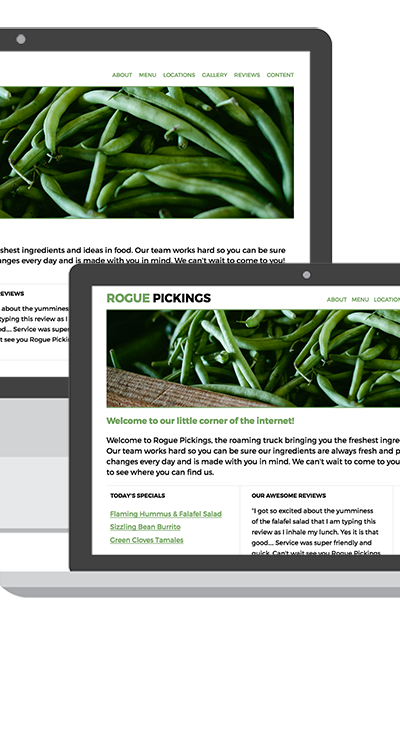 ABOUT MENU LOCATIONS GALLERY REVIEWS CONTENT
ingredients and ideas in food. Our team works hard so you can be sure
every day and is made with you in mind. We can't wait to come to you!
about the yumminess
typing this review as I
Service was super
see you Rogue
ROGUE PICKINGS
ABOUT MENU
Welcome to our little corner of the internet!
Welcome to Rogue Pickings, the roaming truck bringing you the freshest
Our team works hard so you can be sure our ingredients are always fresh and
changes every day and is made with you in mind. We can't wait to come to
to see where you can find us.
TODAY'S SPECIALS
Flaming Hummus & Falafel Salad
Sizzling Bean Burrito
Green Cloves Tamales
OUR AWESOME REVIEWS
"I got so excited about the yumminess
of the falafel salad that I am typing this
review as I inhale my lunch. Yes it is that
good.... Service was super friendly and
quick. Can't wait see you Rogue Pickings